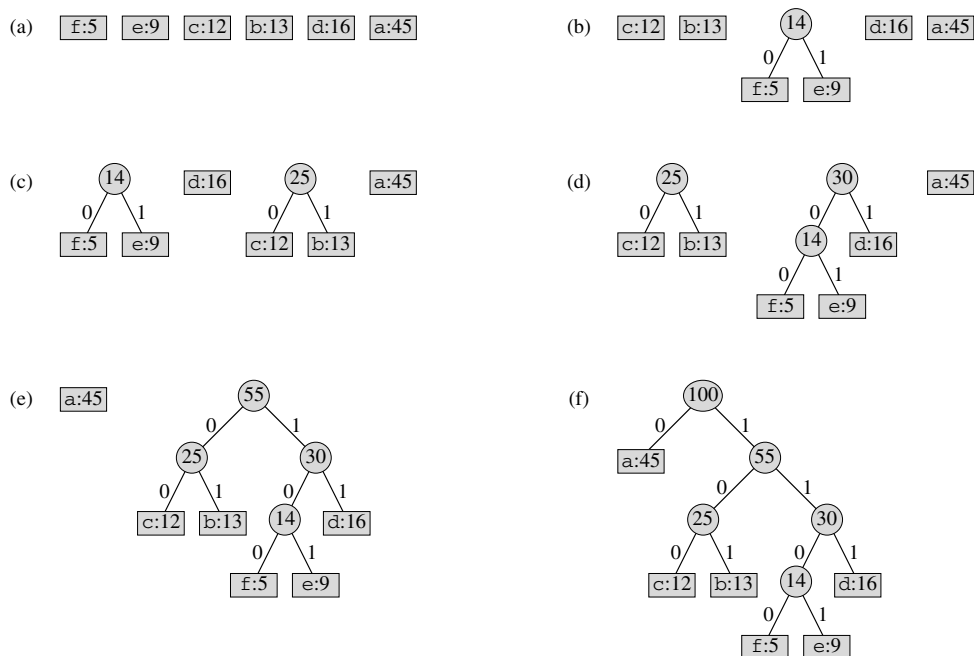 (a) f:5 e:9 c:12 b:13 d:16 a:45
(b) c:12 b:13 14 d:16 a:45
0 1
f:5 e:9
(c) 14 d:16 25 a:45
0 1 0 1
f:5 e:9 c:12 b:13
(d) 25 30 a:45
0 1 0 1
c:12 b:13 14 d:16
0 1
f:5 e:9
(e) a:45 55
0 1
25 30
0 1 0 1
c:12 b:13 14 d:16
0 1
f:5 e:9
(f) 100
0 1
a:45 55
0 1
25 30
0 1 0 1
c:12 b:13 14 d:16
0 1
f:5 e:9